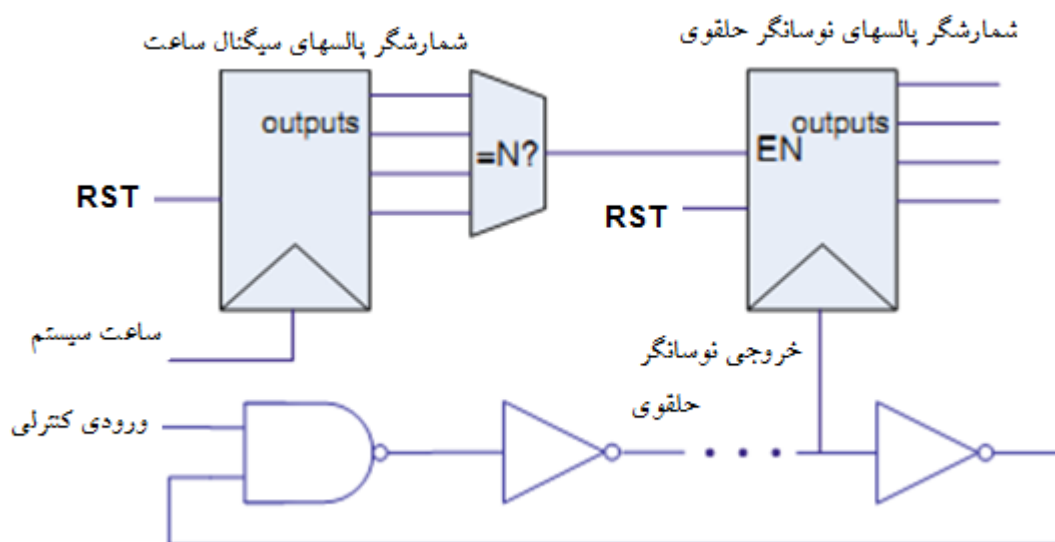 شمارشگر پالسهای سیگنال ساعت
شمارشگر پالسهای نوسانگر حلقوی
outputs
=N?
EN
outputs
RST
RST
ساعت سیستم
خروجی نوسانگر
حلقوی
ورودی کنترلی